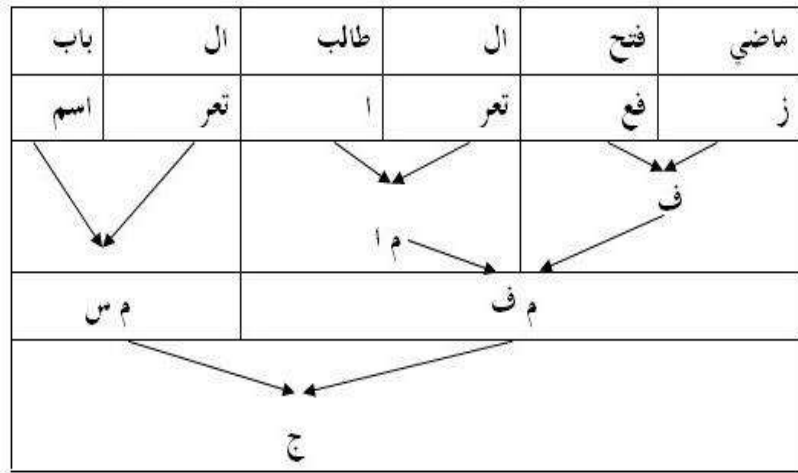 ماضي فتح ال طالب ال باب
ز فع تعر ا تعر اسم
ف
م ا
م ف م س
ج